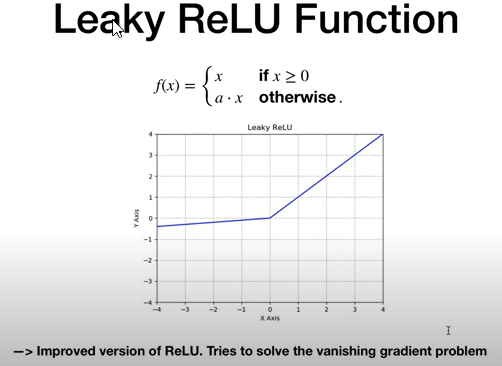 Leaky ReLU Function
f(x) = { x if x ≥ 0
a · x otherwise .
Leaky ReLU
4
3
2
1
0
−1
−2
−3
−4
Y Axis
−4 −3 −2 −1 0 1 2 3 4
X Axis
—> Improved version of ReLU. Tries to solve the vanishing gradient problem